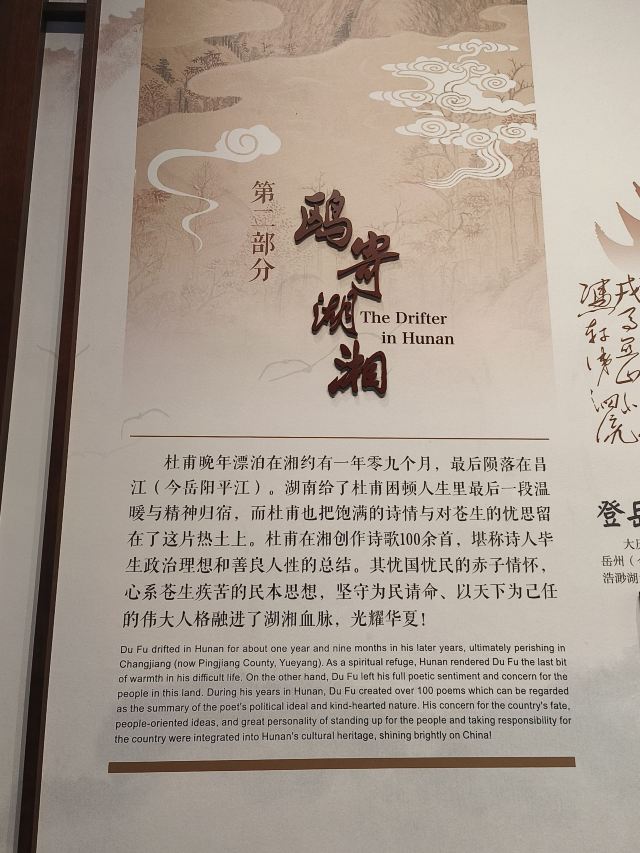 第二部分
鸥寄湖湘
The Drifter
in Hunan
杜甫晚年漂泊在湘约有一年零九个月，最后陨落在昌
江（今岳阳平江）。湖南给了杜甫困顿人生里最后一段温
暖与精神归宿，而杜甫也把饱满的诗情与对苍生的忧思留
在了这片热土上。杜甫在湘创作诗歌100余首，堪称诗人毕
生政治理想和善良人性的总结。其忧国忧民的赤子情怀，
心系苍生疾苦的民本思想，坚守为民请命、以天下为己任
的伟大人格融进了湖湘血脉，光耀华夏！
Du Fu drifted in Hunan for about one year and nine months in his later years, ultimately perishing in
Changjiang (now Pingjiang County, Yueyang). As a spiritual refuge, Hunan rendered Du Fu the last bit
of warmth in his difficult life. On the other hand, Du Fu left his full poetic sentiment and concern for the
people in this land. During his years in Hunan, Du Fu created over 100 poems which can be regarded
as the summary of the poet's political ideal and kind-hearted nature. His concern for the country's fate,
people-oriented ideas, and great personality of standing up for the people and taking responsibility for
the country were integrated into Hunan's cultural heritage, shining brightly on China!
戎马关山
凭轩涕泗流
登岳
大历
岳州（
浩渺湖